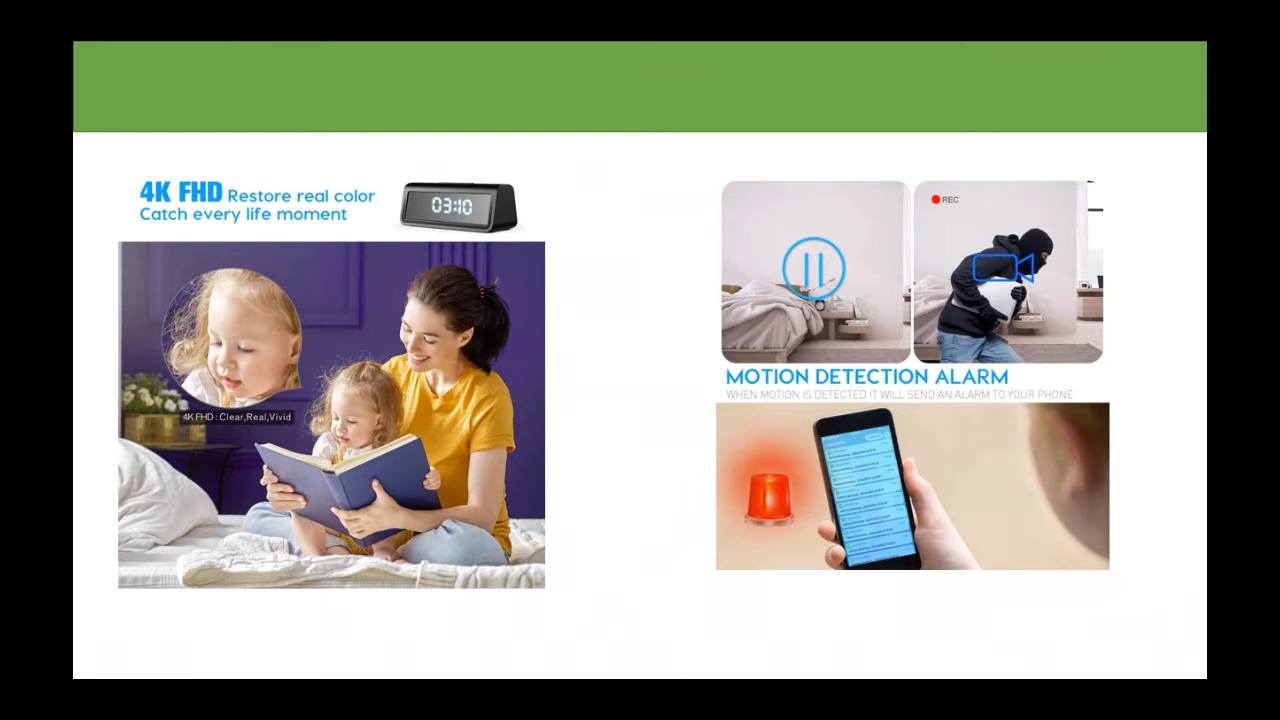 4K FHD Restore real color
Catch every life moment
03:10
4K FHD : Clear,Real,Vivid
REC
MOTION DETECTION ALARM
WHEN MOTION IS DETECTED IT WILL SEND AN ALARM TO YOUR PHONE